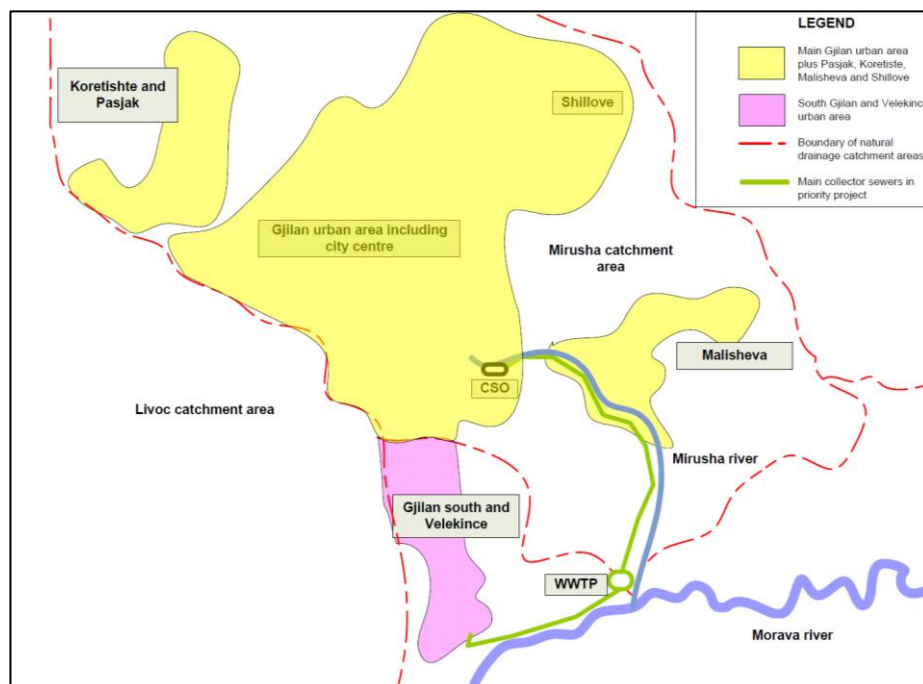 LEGEND
Main Gjilan urban area
plus Pasjak, Koretiste,
Malisheva and Shillove
South Gjilan and Velekince
urban area
Boundary of natural
drainage catchment areas
Main collector sewers in
priority project
Koretishte and
Pasjak
Shillove
Gjilan urban area including
city centre
Mirusha catchment
area
Malisheva
CSO
Livoc catchment area
Mirusha river
Gjilan south and
Velekince
WWTP
Morava river